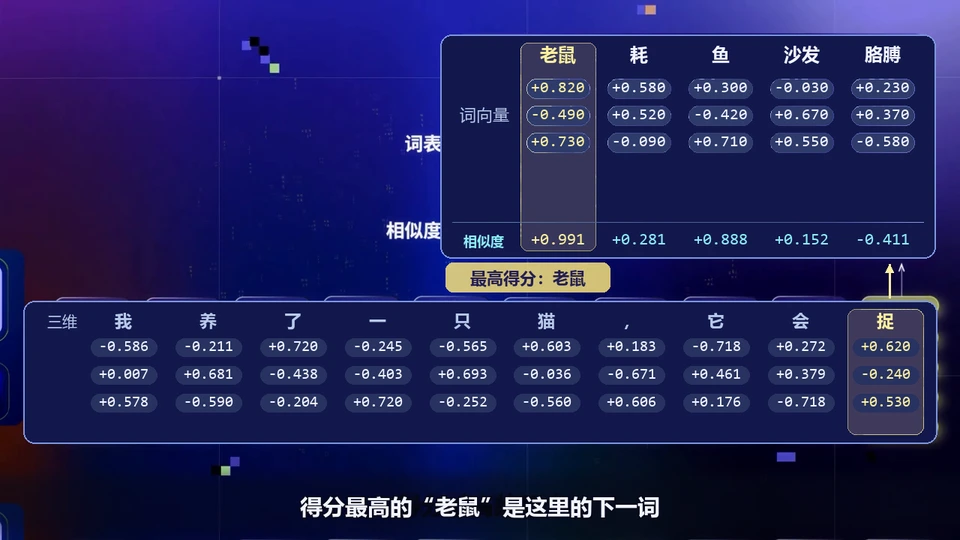 老鼠 耗 鱼 沙发 胳膊
+0.820 +0.580 +0.300 -0.030 +0.230
词向量 -0.490 +0.520 -0.420 +0.670 +0.370
+0.730 -0.090 +0.710 +0.550 -0.580
词表
相似度
相似度 +0.991 +0.281 +0.888 +0.152 -0.411
最高得分：老鼠
三维 我 养 了 一 只 猫 , 它 会 捉
-0.586 -0.211 +0.720 -0.245 -0.565 +0.603 +0.183 -0.718 +0.272 +0.620
+0.007 +0.681 -0.438 -0.403 +0.693 -0.036 -0.671 +0.461 +0.379 -0.240
+0.578 -0.590 -0.204 +0.720 -0.252 -0.560 +0.606 +0.176 -0.718 +0.530
得分最高的“老鼠”是这里的下一词